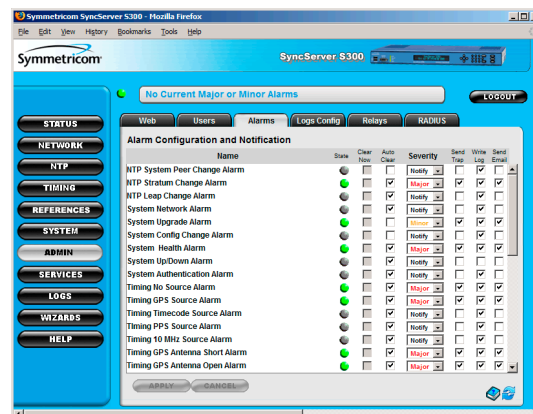 Symmetricom SyncServer S300 - Mozilla Firefox
File Edit View History Bookmarks Tools Help
Symmetricom
SyncServer S300
No Current Major or Minor Alarms
LOGOUT
STATUS
NETWORK
NTP
TIMING
REFERENCES
SYSTEM
ADMIN
SERVICES
LOGS
WIZARDS
HELP
Web Users Alarms Logs Config Relays RADIUS
Alarm Configuration and Notification
Name State Clear Now Auto Clear Severity Send Trap Write Log Send Email
NTP System Peer Change Alarm Notify
NTP Stratum Change Alarm Major
NTP Leap Change Alarm Notify
System Network Alarm Notify
System Upgrade Alarm Minor
System Config Change Alarm Notify
System Health Alarm Major
System Up/Down Alarm Notify
System Authentication Alarm Notify
Timing No Source Alarm Major
Timing GPS Source Alarm Major
Timing Timecode Source Alarm Notify
TIming PPS Source Alarm Notify
Timing 10 MHz Source Alarm Notify
Timing GPS Antenna Short Alarm Major
Timing GPS Antenna Open Alarm Major
APPLY CANCEL